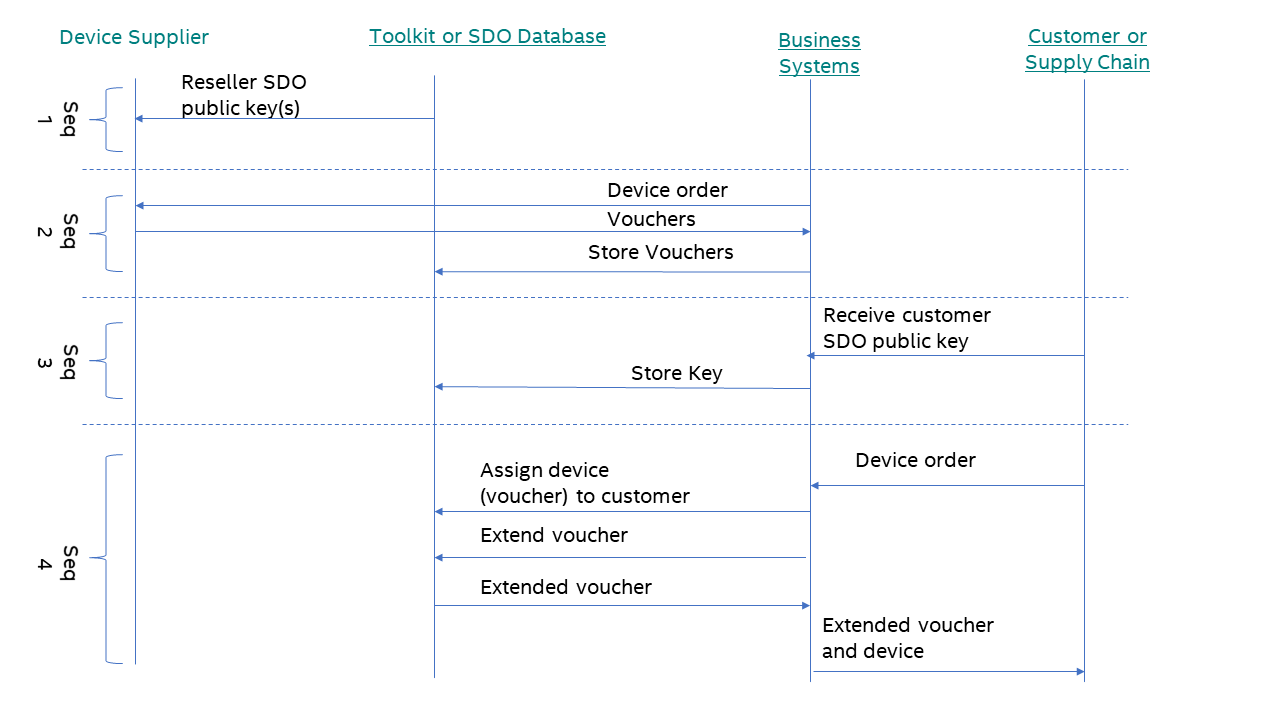 Device Supplier
Toolkit or SDO Database
Business
Systems
Customer or
Supply Chain
Seq
1
Reseller SDO
public key(s)
Seq
2
Device order
Vouchers
Store Vouchers
Seq
3
Receive customer
SDO public key
Store Key
Seq
4
Device order
Assign device
(voucher) to customer
Extend voucher
Extended voucher
Extended voucher
and device